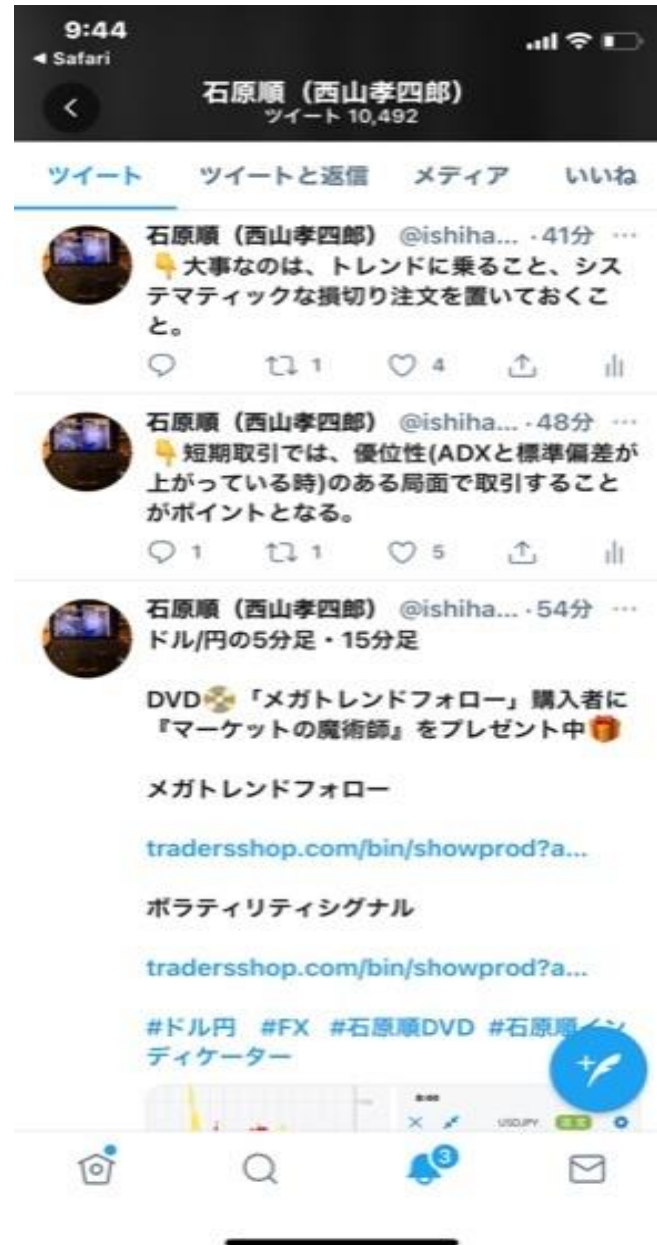 9:44
◀ Safari
石原順（西山孝四郎）
ツイート 10,492
ツイート ツイートと返信 メディア いいね
石原順（西山孝四郎） @ishiha... · 41分 ···
👇大事なのは、トレンドに乗ること、シス
テマティックな損切り注文を置いておくこ
と。
1 4
石原順（西山孝四郎） @ishiha... · 48分 ···
👇短期取引では、優位性(ADXと標準偏差が
上がっている時)のある局面で取引すること
がポイントとなる。
1 1 5
石原順（西山孝四郎） @ishiha... · 54分 ···
ドル/円の5分足・15分足
DVD📀「メガトレンドフォロー」購入者に
『マーケットの魔術師』をプレゼント中🎁
メガトレンドフォロー
tradersshop.com/bin/showprod?a...
ボラティリティシグナル
tradersshop.com/bin/showprod?a...
#ドル円 #FX #石原順DVD #石原順イン
ディケーター
USDJPY
3